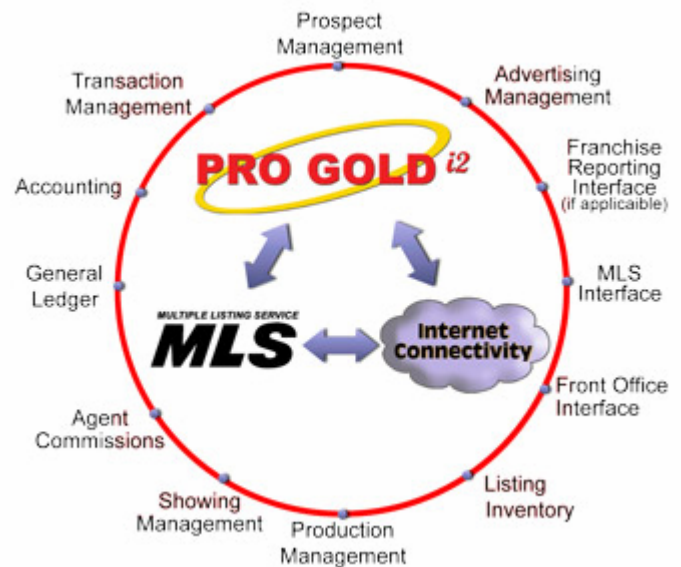 Prospect
Management
Advertising
Management
Franchise
Reporting
Interface
(if applicaible)
MLS
Interface
Front Office
Interface
Listing
Inventory
Production
Management
Showing
Management
Agent
Commissions
General
Ledger
Accounting
Transaction
Management
PRO GOLD i2
MULTIPLE LISTING SERVICE
MLS
Internet
Connectivity